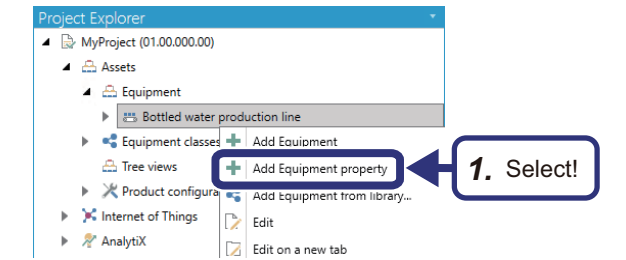 Project Explorer
MyProject (01.00.000.00)
Assets
Equipment
Bottled water production line
Equipment classes
Add Equipment
Tree views
Add Equipment property
1. Select!
Product configura
Add Equipment from library...
Internet of Things
Edit
AnalytiX
Edit on a new tab